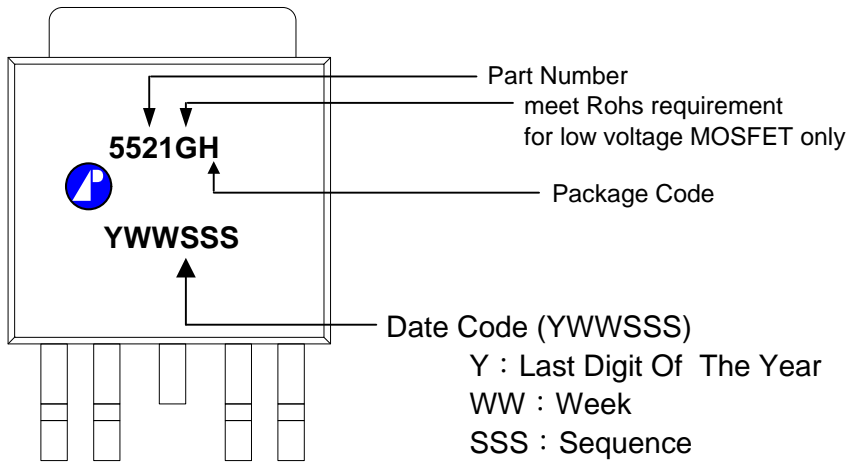 Part Number
meet Rohs requirement
for low voltage MOSFET only
5521GH
Package Code
YWWSSS
Date Code (YWWSSS)
Y：Last Digit Of The Year
WW：Week
SSS：Sequence